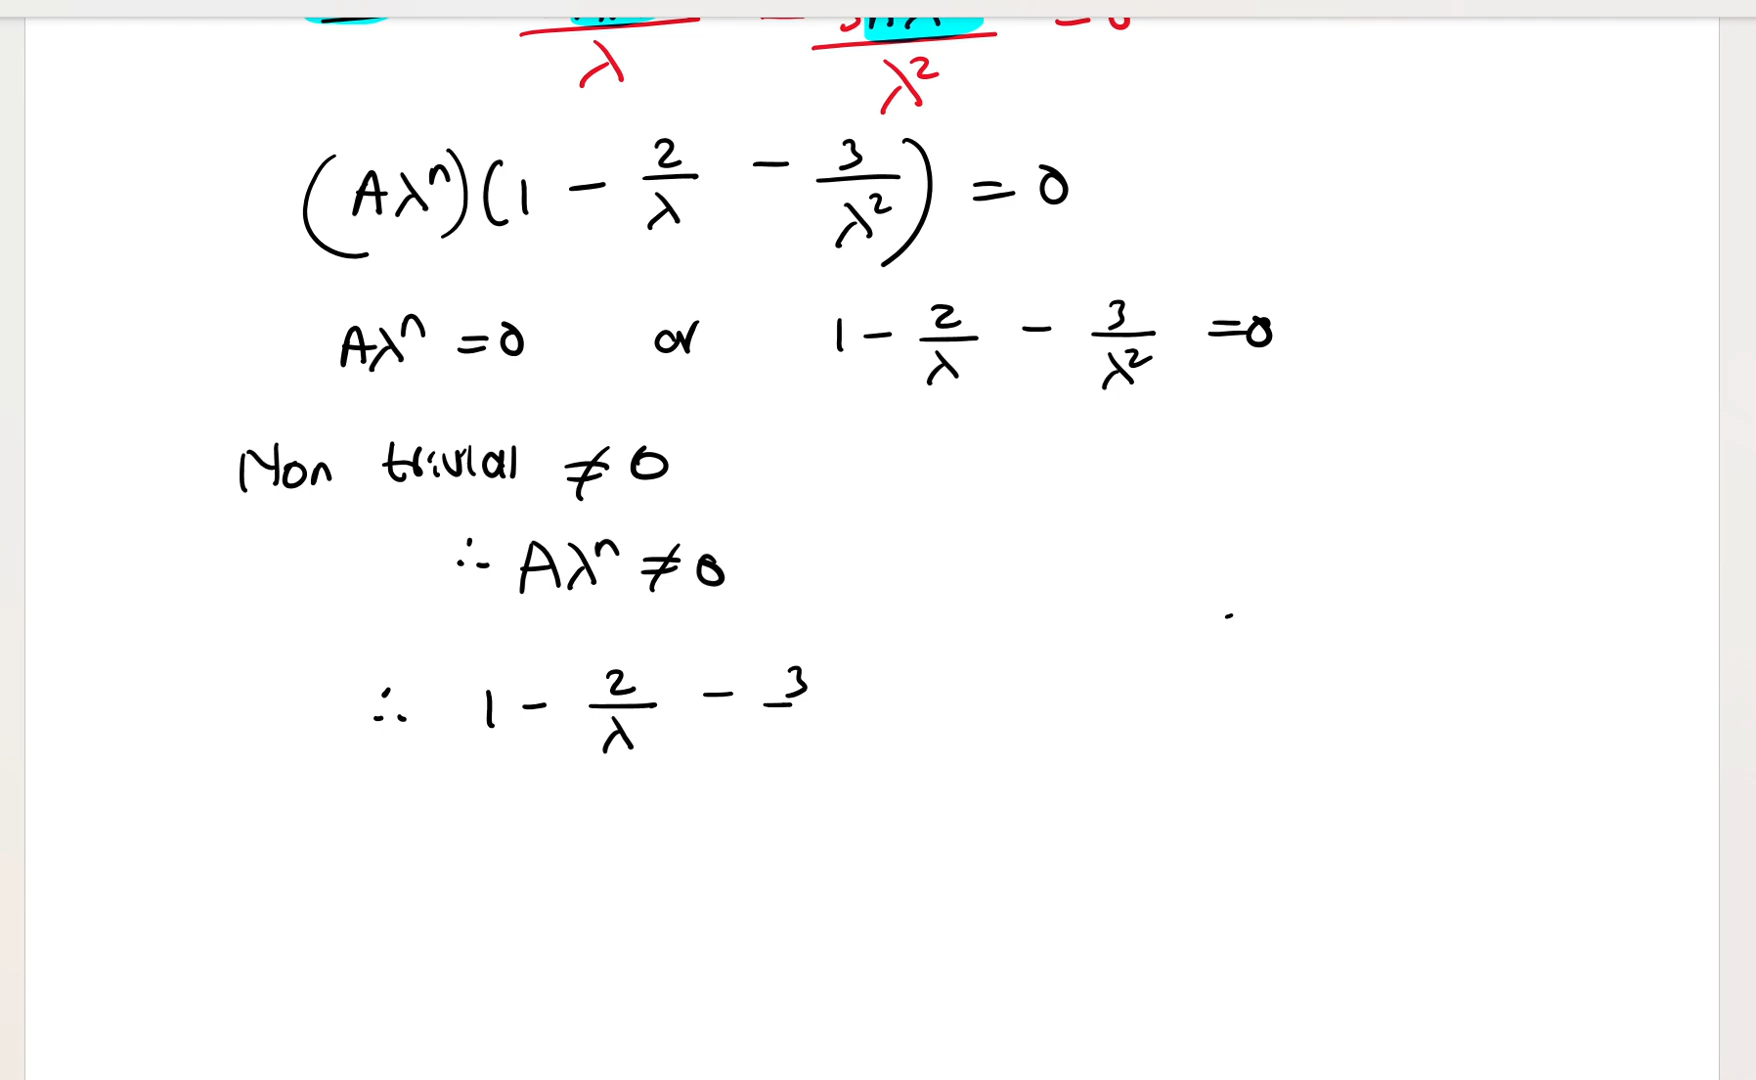 λ λ²
(Aλⁿ)(1 - 2/λ - 3/λ²) = 0
Aλⁿ = 0 or 1 - 2/λ - 3/λ² = 0
Non trivial ≠ 0
∴ Aλⁿ ≠ 0
∴ 1 - 2/λ - 3